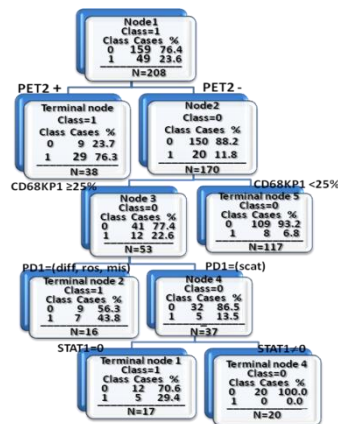 Node1
Class=1
Class Cases %
0 159 76.4
1 49 23.6
N=208
PET2 +
PET2 -
Terminal node
Class=1
Class Cases %
0 9 23.7
1 29 76.3
N=38
Node2
Class=0
Class Cases %
0 150 88.2
1 20 11.8
N=170
CD68KP1 ≥25%
CD68KP1 <25%
Node 3
Class=0
Class Cases %
0 41 77.4
1 12 22.6
N=53
Terminal node 5
Class=0
Class Cases %
0 109 93.2
1 8 6.8
N=117
PD1=(diff, ros, mis)
PD1=(scat)
Terminal node 2
Class=1
Class Cases %
0 9 56.3
1 7 43.8
N=16
Node 4
Class=0
Class Cases %
0 32 86.5
1 5 13.5
N=37
STAT1=0
STAT1≠0
Terminal node 1
Class=1
Class Cases %
0 12 70.6
1 5 29.4
N=17
Terminal node 4
Class=0
Class Cases %
0 20 100.0
1 0 0.0
N=20